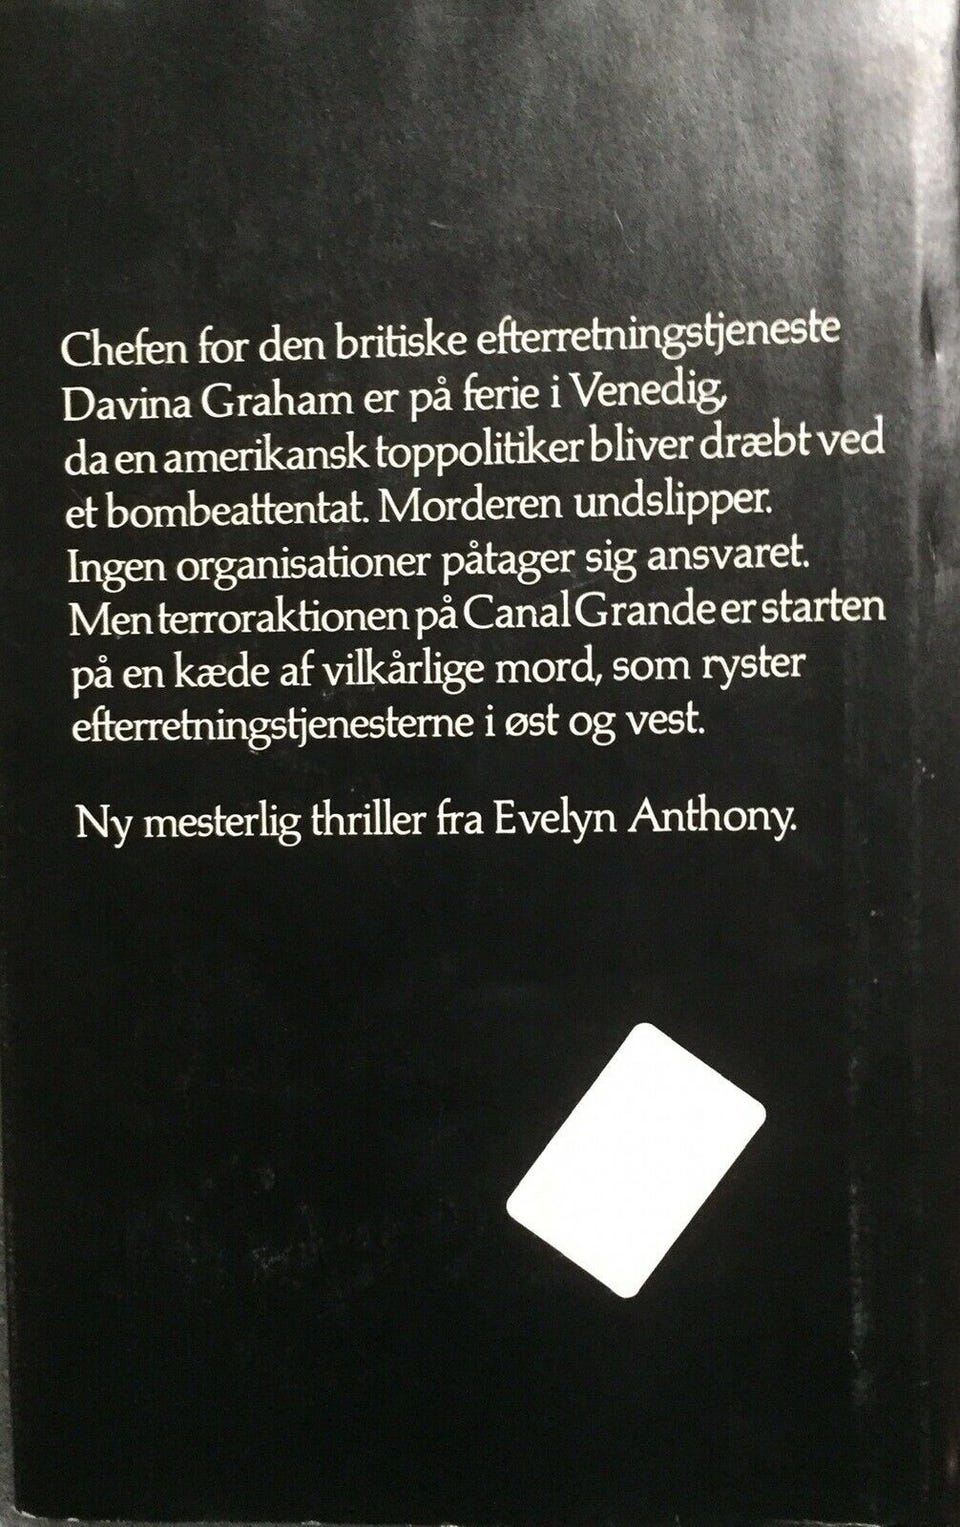 Chefen for den britiske efterretningstjeneste
Davina Graham er på ferie i Venedig,
da en amerikansk toppolitiker bliver dræbt ved
et bombeattentat. Morderen undslipper.
Ingen organisationer påtager sig ansvaret.
Men terroraktionen på Canal Grande er starten
på en kæde af vilkårlige mord, som ryster
efterretningstjenesterne i øst og vest.
Ny mesterlig thriller fra Evelyn Anthony.